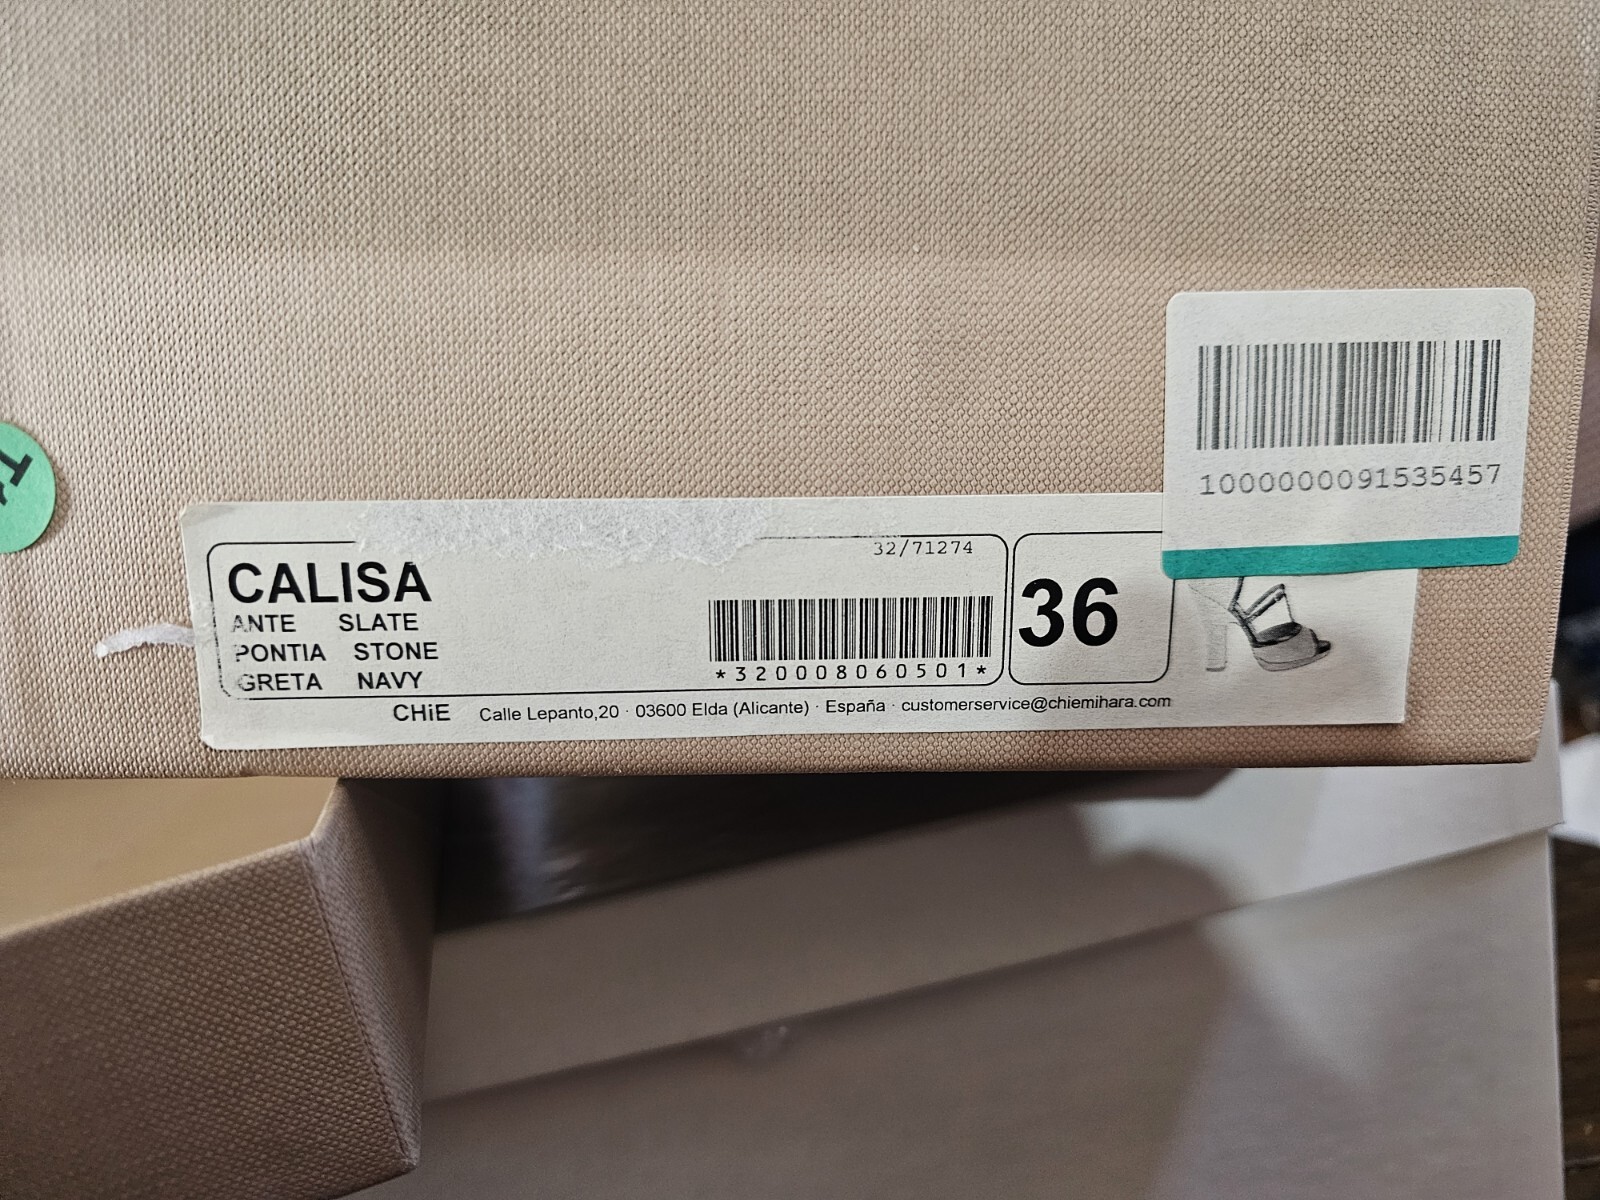 1000000091535457
32/71274
CALISA
ANTE SLATE
PONTIA STONE
GRETA NAVY
*320008060501*
36
CHiE Calle Lepanto,20 · 03600 Elda (Alicante) · España · customerservice@chiemihara.com